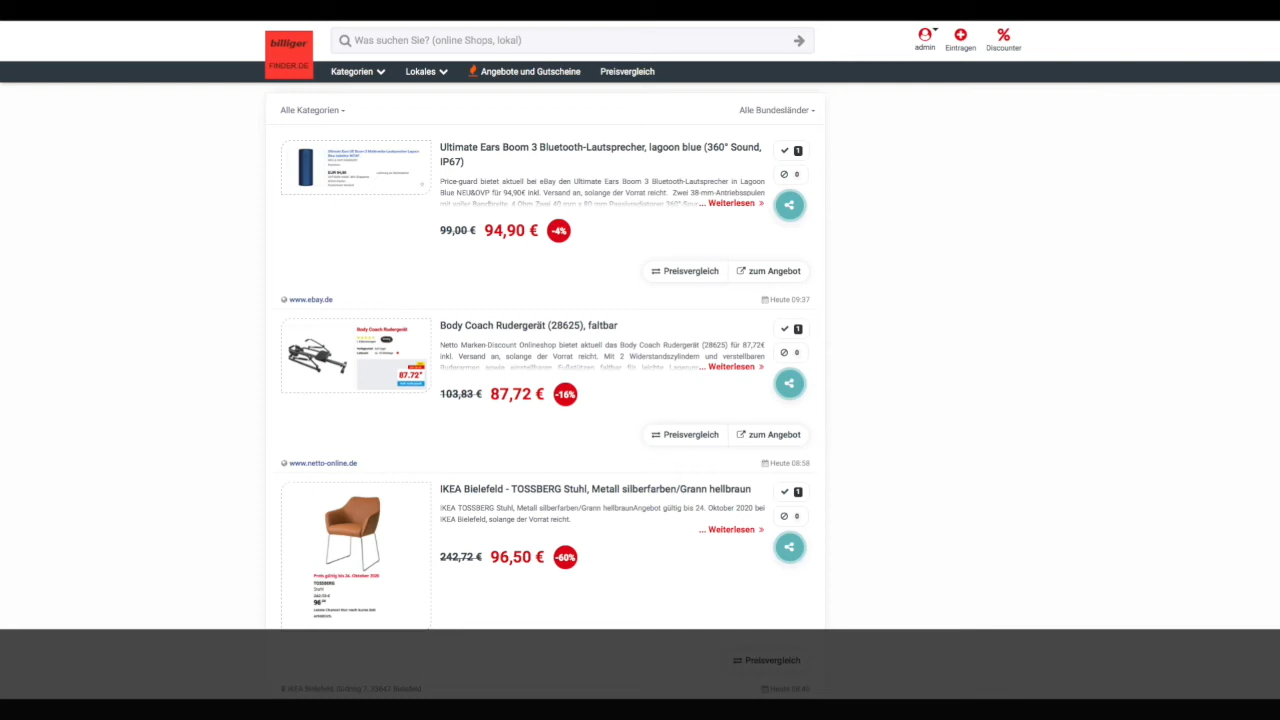 billiger
FINDER.DE
Was suchen Sie? (online Shops, lokal)
admin
Eintragen
Discounter
Kategorien
Lokales
Angebote und Gutscheine
Preisvergleich
Alle Kategorien
Alle Bundesländer
Ultimate Ears Boom 3 Bluetooth-Lautsprecher, lagoon blue (360° Sound,
IP67)
1
Price-guard bietet aktuell bei eBay den Ultimate Ears Boom 3 Bluetooth-Lautsprecher in Lagoon
0
Blue NEU&OVP für 94,90€ inkl. Versand an, solange der Vorrat reicht. Zwei 38-mm-Antriebsspulen
... Weiterlesen »
99,00 € 94,90 € -4%
Preisvergleich
zum Angebot
www.ebay.de
Heute 09:37
Body Coach Rudergerät
87.72*
Body Coach Rudergerät (28625), faltbar
1
Netto Marken-Discount Onlineshop bietet aktuell das Body Coach Rudergerät (28625) für 87,72€
0
inkl. Versand an, solange der Vorrat reicht. Mit 2 Widerstandszylindern und verstellbaren
... Weiterlesen »
103,83 € 87,72 € -16%
Preisvergleich
zum Angebot
www.netto-online.de
Heute 08:58
Preis gültig bis 24. Oktober 2020
TOSSBERG
Stuhl
96
IKEA Bielefeld - TOSSBERG Stuhl, Metall silberfarben/Grann hellbraun
1
IKEA TOSSBERG Stuhl, Metall silberfarben/Grann hellbraunAngebot gültig bis 24. Oktober 2020 bei
0
IKEA Bielefeld, solange der Vorrat reicht.
... Weiterlesen »
242,72 € 96,50 € -60%
Preisvergleich
Heute 08:40